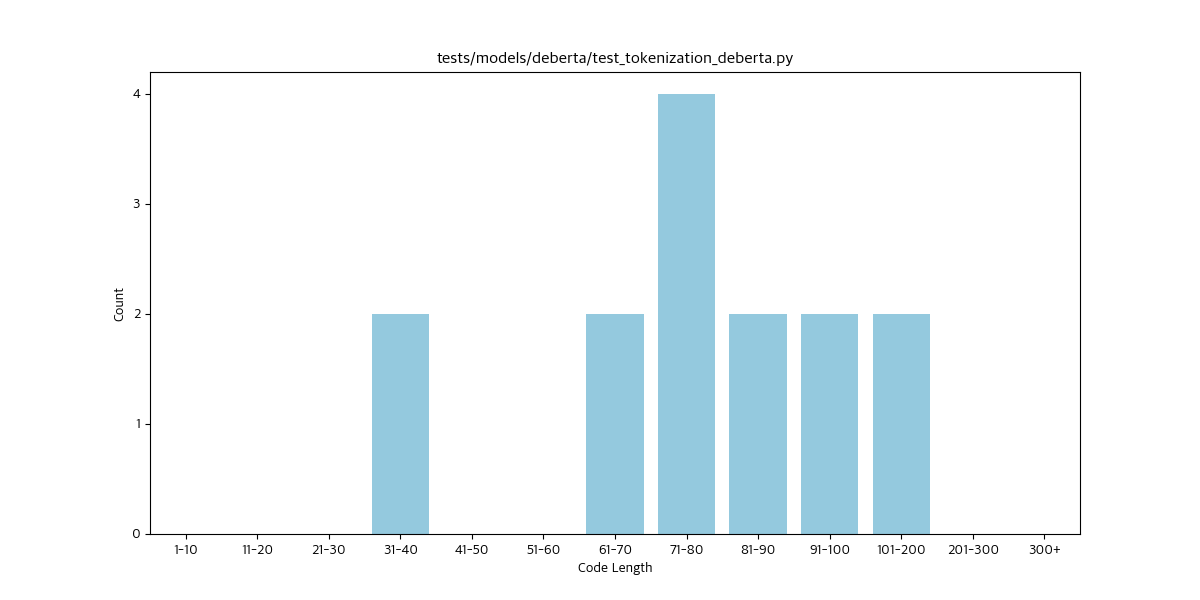 tests/models/deberta/test_tokenization_deberta.py
4
3
2
1
0
Count
1-10 11-20 21-30 31-40 41-50 51-60 61-70 71-80 81-90 91-100 101-200 201-300 300+
Code Length